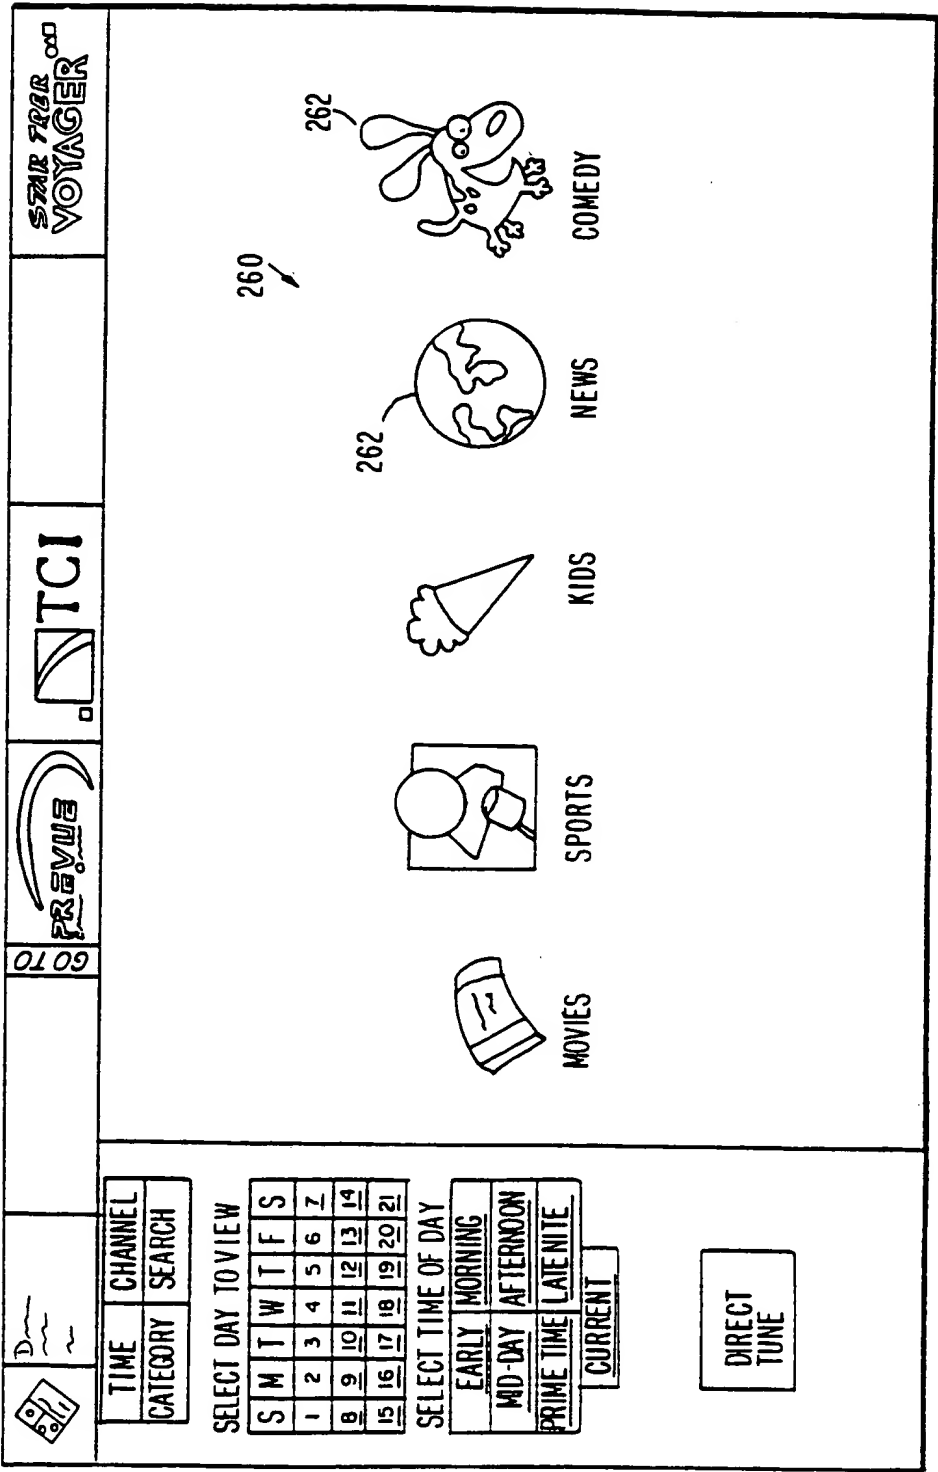 GO TO
PREVUE
TCI
STAR TREK
VOYAGER
TIME CHANNEL
CATEGORY SEARCH
SELECT DAY TO VIEW
S M T W T F S
1 2 3 4 5 6 7
8 9 10 11 12 13 14
15 16 17 18 19 20 21
SELECT TIME OF DAY
EARLY MORNING
MID-DAY AFTERNOON
PRIME TIME LATENITE
CURRENT
DIRECT
TUNE
260
262
262
MOVIES SPORTS KIDS NEWS COMEDY